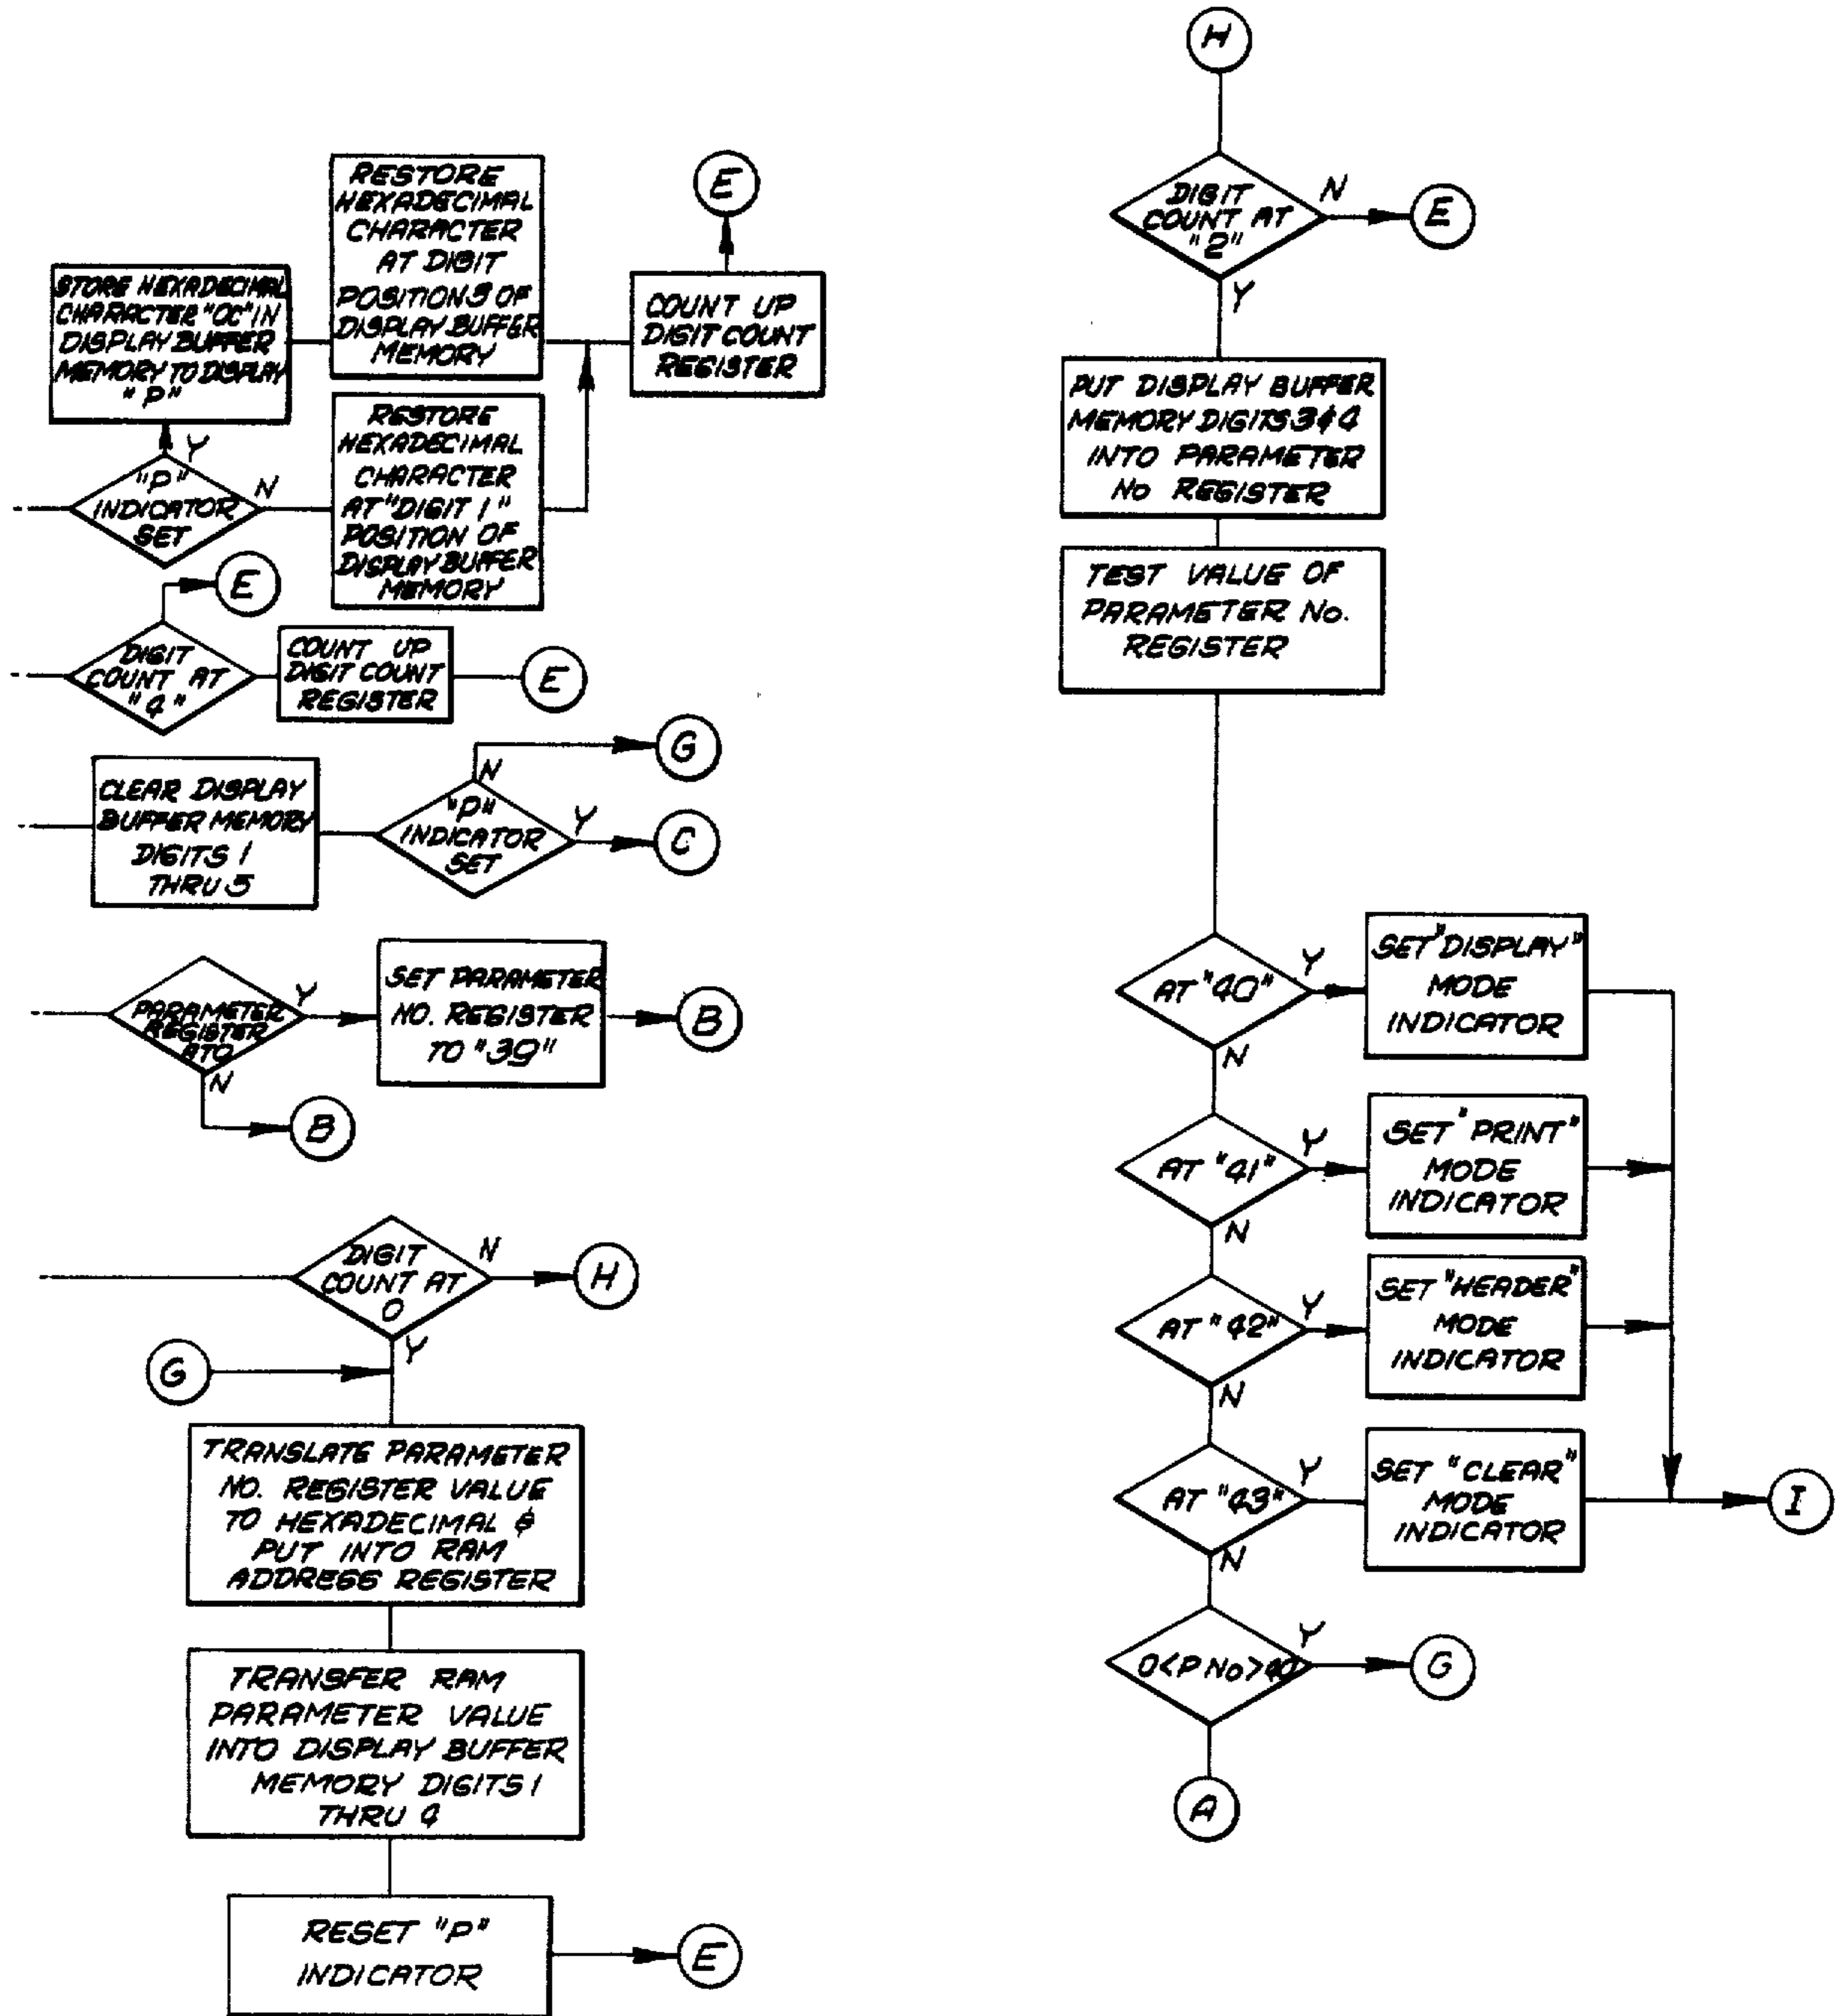 RESTORE
HEXADECIMAL
CHARACTER
AT DIGIT
POSITION 5 OF
DISPLAY BUFFER
MEMORY
E
STORE HEXADECIMAL
CHARACTER "OC" IN
DISPLAY BUFFER
MEMORY TO DISPLAY
"P"
COUNT UP
DIGIT COUNT
REGISTER
Y
"P"
INDICATOR
SET
N
RESTORE
HEXADECIMAL
CHARACTER
AT "DIGIT 1"
POSITION OF
DISPLAY BUFFER
MEMORY
E
DIGIT
COUNT AT
"4"
COUNT UP
DIGIT COUNT
REGISTER
E
CLEAR DISPLAY
BUFFER MEMORY
DIGITS 1
THRU 5
"P"
INDICATOR
SET
N
G
Y
C
PARAMETER
REGISTER
AT 0
Y
SET PARAMETER
NO. REGISTER
TO "39"
B
N
B
DIGIT
COUNT AT
0
N
H
Y
G
TRANSLATE PARAMETER
NO. REGISTER VALUE
TO HEXADECIMAL &
PUT INTO RAM
ADDRESS REGISTER
TRANSFER RAM
PARAMETER VALUE
INTO DISPLAY BUFFER
MEMORY DIGITS 1
THRU 4
RESET "P"
INDICATOR
E
H
DIGIT
COUNT AT
"2"
N
E
Y
PUT DISPLAY BUFFER
MEMORY DIGITS 3 & 4
INTO PARAMETER
No REGISTER
TEST VALUE OF
PARAMETER No.
REGISTER
AT "40"
Y
SET "DISPLAY"
MODE
INDICATOR
N
AT "41"
Y
SET "PRINT"
MODE
INDICATOR
N
AT "42"
Y
SET "HEADER"
MODE
INDICATOR
N
AT "43"
Y
SET "CLEAR"
MODE
INDICATOR
I
N
0<P No>40
Y
G
A